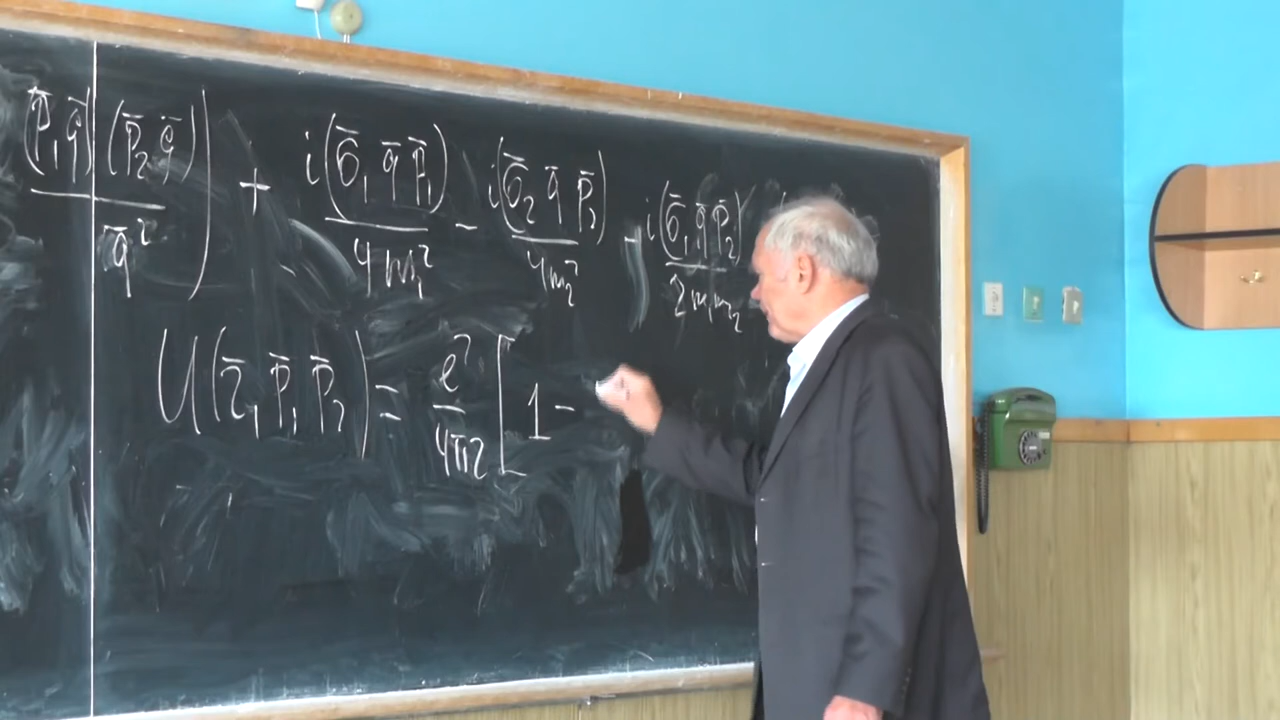 (p̄₁q̄)(p̄₂q̄)/q̄²) + i(σ̄₁ q̄ p̄₁)/4m₁² - i(σ̄₂ q̄ p̄₂)/4m₂² - i(σ̄₁ q̄ p̄₂)/2m₁m₂
U(r̄, p̄₁, p̄₂) = e²/4πr [1 -